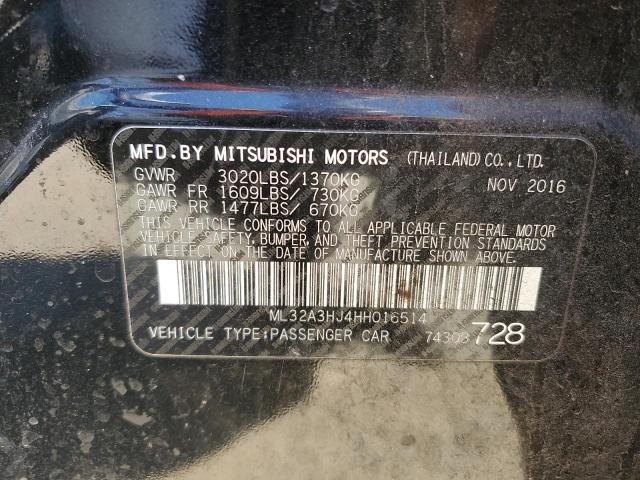 MFD.BY MITSUBISHI MOTORS (THAILAND)CO.,LTD.
GVWR 3020LBS/1370KG NOV 2016
GAWR FR 1609LBS/ 730KG
GAWR RR 1477LBS/ 670KG
THIS VEHICLE CONFORMS TO ALL APPLICABLE FEDERAL MOTOR
VEHICLE SAFETY, BUMPER, AND THEFT PREVENTION STANDARDS
IN EFFECT ON THE DATE OF MANUFACTURE SHOWN ABOVE.
ML32A3HJ4HH016514
VEHICLE TYPE:PASSENGER CAR 74303 728